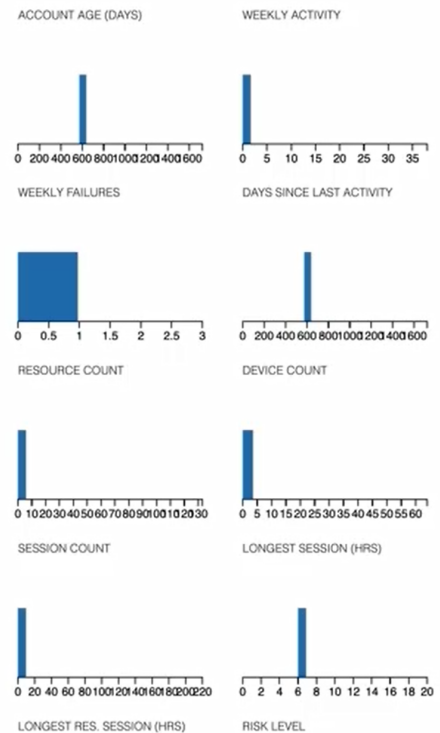 ACCOUNT AGE (DAYS) WEEKLY ACTIVITY
0 200 400 600 800 1000 1200 1400 1600 0 5 10 15 20 25 30 35
WEEKLY FAILURES DAYS SINCE LAST ACTIVITY
0 0.5 1 1.5 2 2.5 3 0 200 400 600 800 1000 1200 1400 1600
RESOURCE COUNT DEVICE COUNT
0 10 20 30 40 50 60 70 80 90 100 110 120 130 0 5 10 15 20 25 30 35 40 45 50 55 60
SESSION COUNT LONGEST SESSION (HRS)
0 20 40 60 80 100 120 140 160 180 200 220 0 2 4 6 8 10 12 14 16 18 20
LONGEST RES. SESSION (HRS) RISK LEVEL